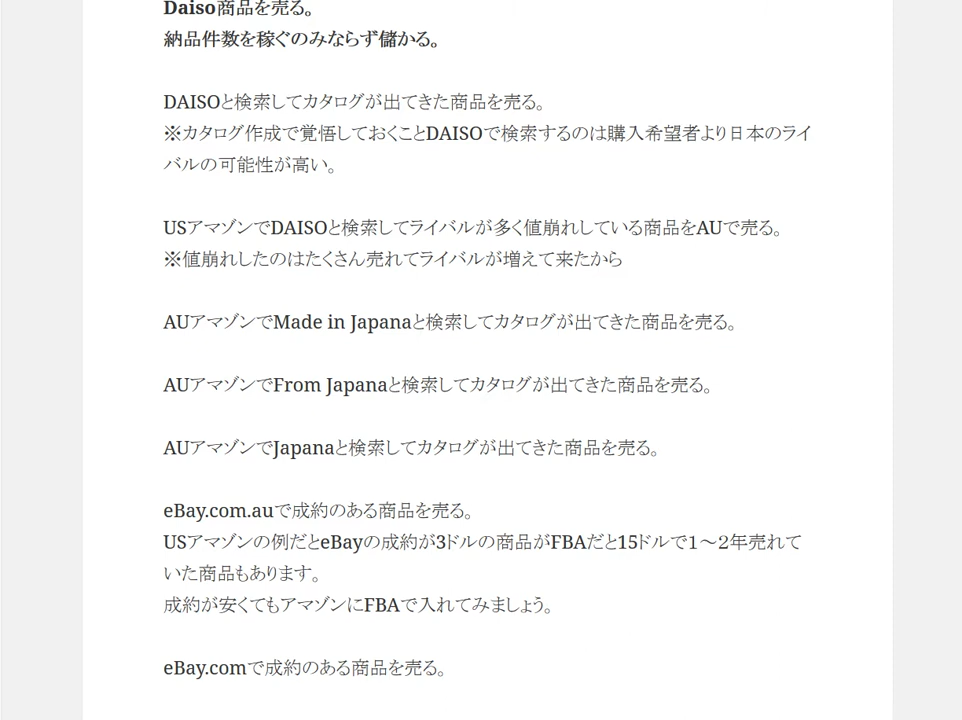 Daiso商品を売る。
納品件数を稼ぐのみならず儲かる。
DAISOと検索してカタログが出てきた商品を売る。
※カタログ作成で覚悟しておくことDAISOで検索するのは購入希望者より日本のライ
バルの可能性が高い。
USアマゾンでDAISOと検索してライバルが多く値崩れしている商品をAUで売る。
※値崩れしたのはたくさん売れてライバルが増えて来たから
AUアマゾンでMade in Japanaと検索してカタログが出てきた商品を売る。
AUアマゾンでFrom Japanaと検索してカタログが出てきた商品を売る。
AUアマゾンでJapanaと検索してカタログが出てきた商品を売る。
eBay.com.auで成約のある商品を売る。
USアマゾンの例だとeBayの成約が3ドルの商品がFBAだと15ドルで１～２年売れて
いた商品もあります。
成約が安くてもアマゾンにFBAで入れてみましょう。
eBay.comで成約のある商品を売る。